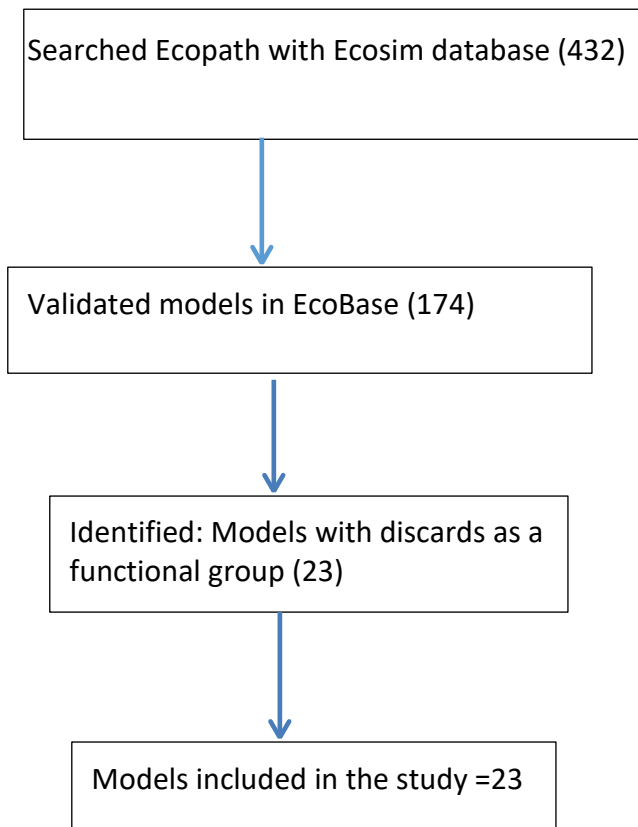 Searched Ecopath with Ecosim database (432)
Validated models in EcoBase (174)
Identified: Models with discards as a
functional group (23)
Models included in the study =23